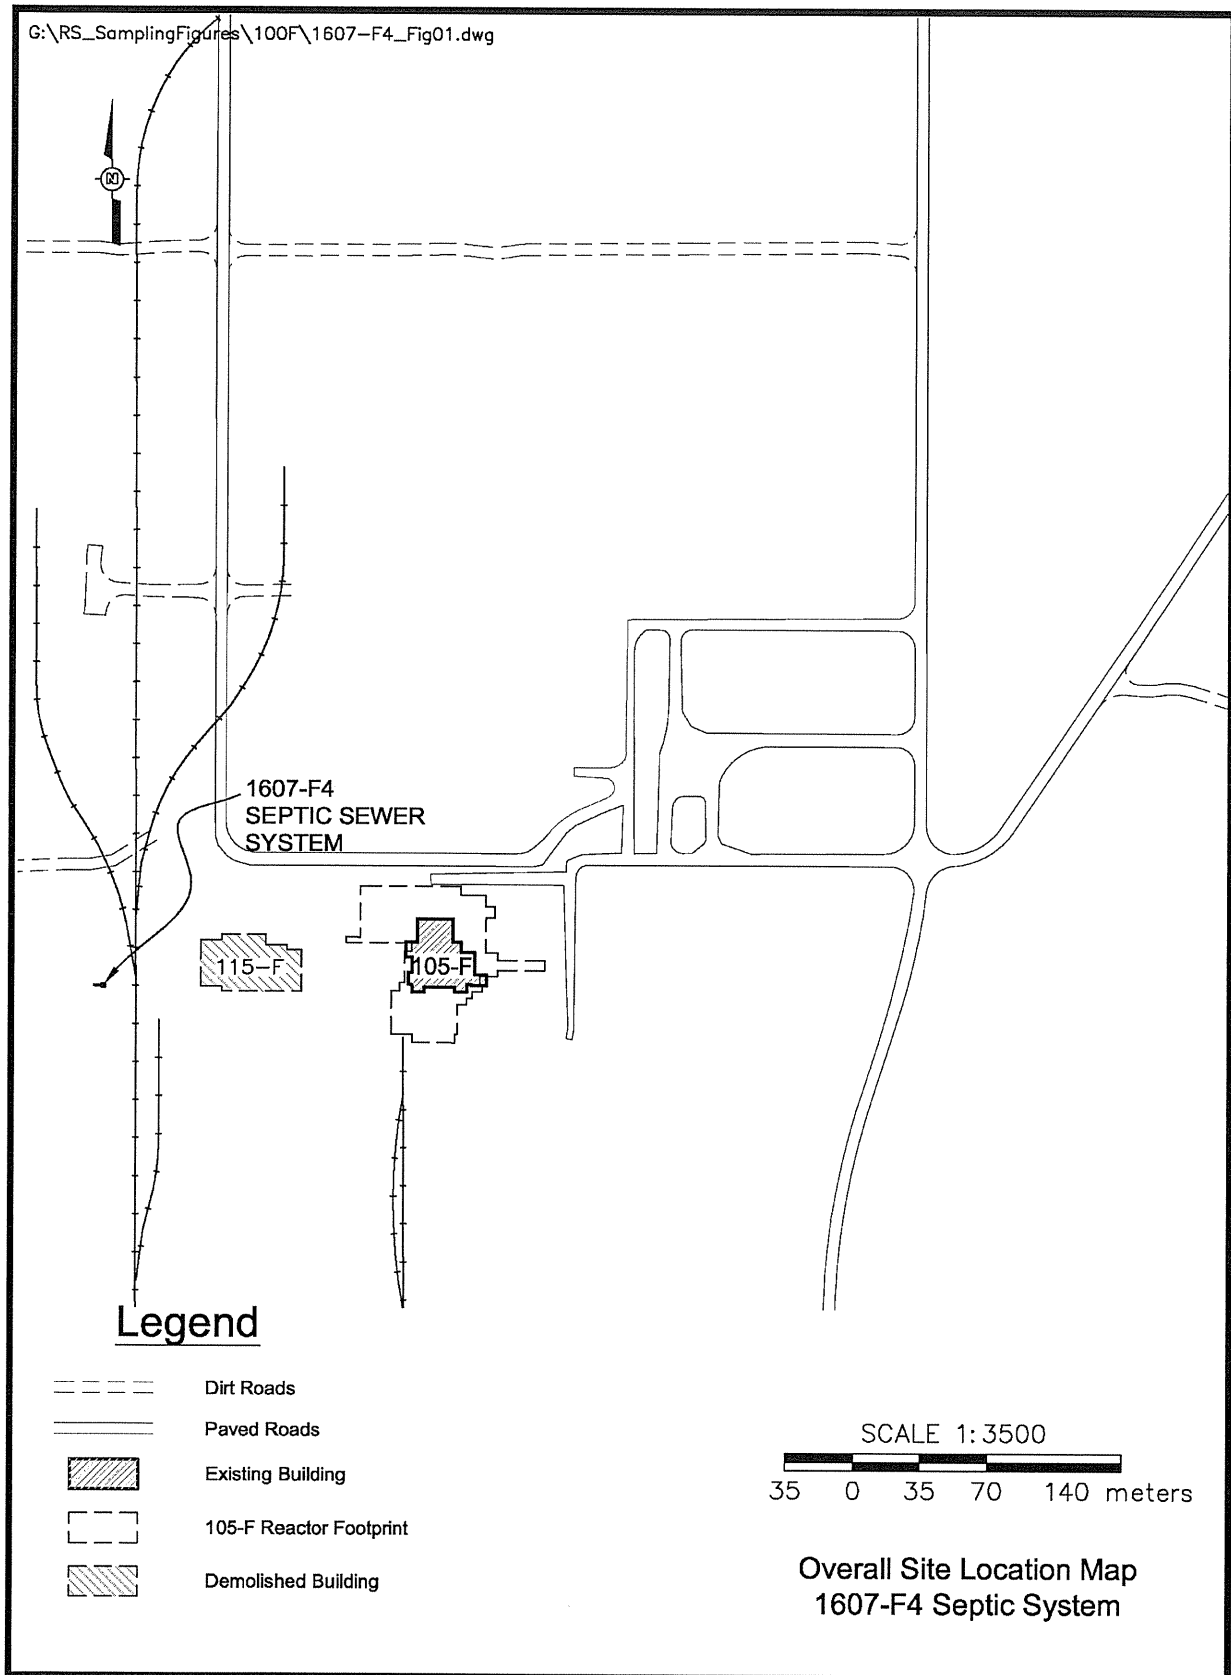 G:\RS_SamplingFigures\100F\1607-F4_Fig01.dwg
N
1607-F4
SEPTIC SEWER
SYSTEM
115-F
105-F
Legend
Dirt Roads
Paved Roads
Existing Building
105-F Reactor Footprint
Demolished Building
SCALE 1:3500
35 0 35 70 140 meters
Overall Site Location Map
1607-F4 Septic System